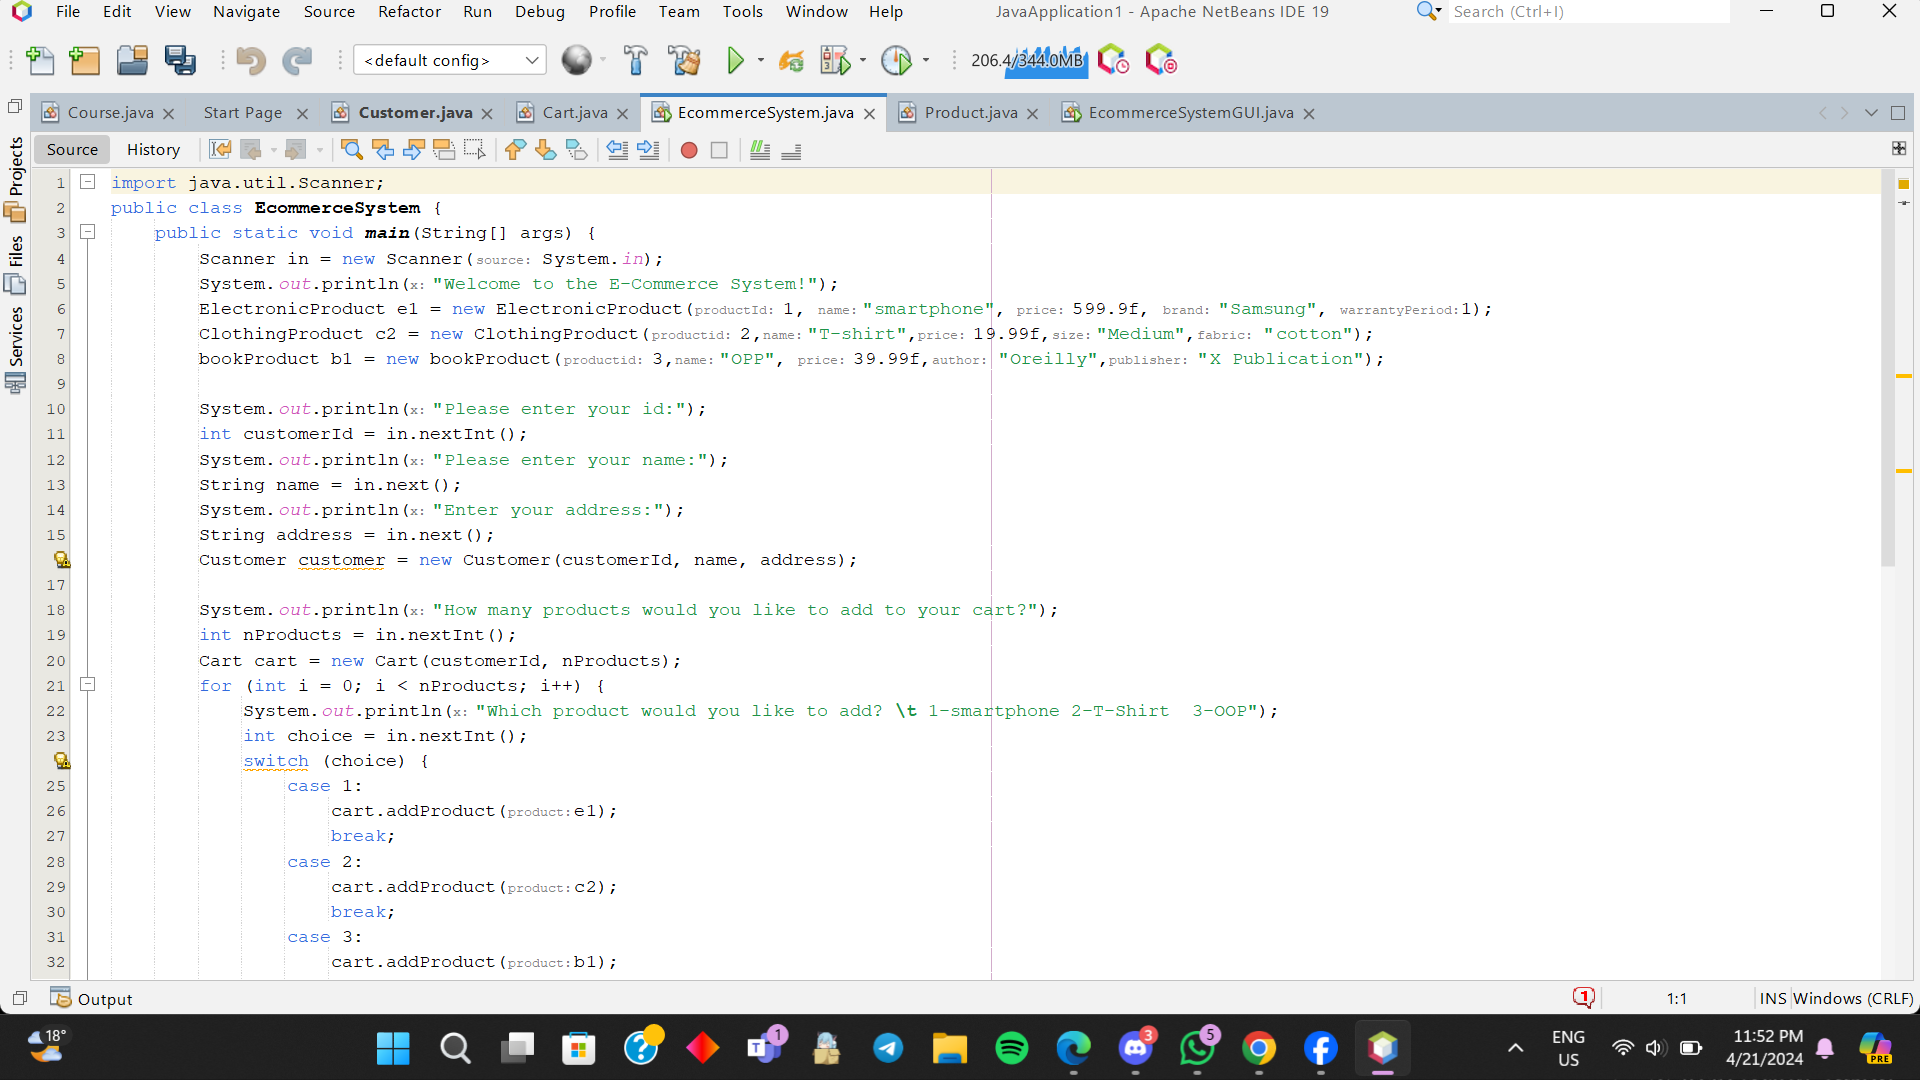 File Edit View Navigate Source Refactor Run Debug Profile Team Tools Window Help JavaApplication1 - Apache NetBeans IDE 19 Search (Ctrl+I)
<default config> 206.4/344.0MB
Course.java Start Page Customer.java Cart.java EcommerceSystem.java Product.java EcommerceSystemGUI.java
Source History
Projects
Files
Services
1 import java.util.Scanner;
2 public class EcommerceSystem {
3 public static void main(String[] args) {
4 Scanner in = new Scanner(source: System.in);
5 System.out.println(x: "Welcome to the E-Commerce System!");
6 ElectronicProduct e1 = new ElectronicProduct(productId: 1, name: "smartphone", price: 599.9f, brand: "Samsung", warrantyPeriod: 1);
7 ClothingProduct c2 = new ClothingProduct(productid: 2,name: "T-shirt",price: 19.99f,size: "Medium",fabric: "cotton");
8 bookProduct b1 = new bookProduct(productid: 3,name: "OPP", price: 39.99f,author: "Oreilly",publisher: "X Publication");
9
10 System.out.println(x: "Please enter your id:");
11 int customerId = in.nextInt();
12 System.out.println(x: "Please enter your name:");
13 String name = in.next();
14 System.out.println(x: "Enter your address:");
15 String address = in.next();
Customer customer = new Customer(customerId, name, address);
17
18 System.out.println(x: "How many products would you like to add to your cart?");
19 int nProducts = in.nextInt();
20 Cart cart = new Cart(customerId, nProducts);
21 for (int i = 0; i < nProducts; i++) {
22 System.out.println(x: "Which product would you like to add? \t 1-smartphone 2-T-Shirt  3-OOP");
23 int choice = in.nextInt();
switch (choice) {
25 case 1:
26 cart.addProduct(product: e1);
27 break;
28 case 2:
29 cart.addProduct(product: c2);
30 break;
31 case 3:
32 cart.addProduct(product: b1);
Output 1 1:1 INS Windows (CRLF)
18° 1 3 5 ENG US 11:52 PM 4/21/2024 PRE